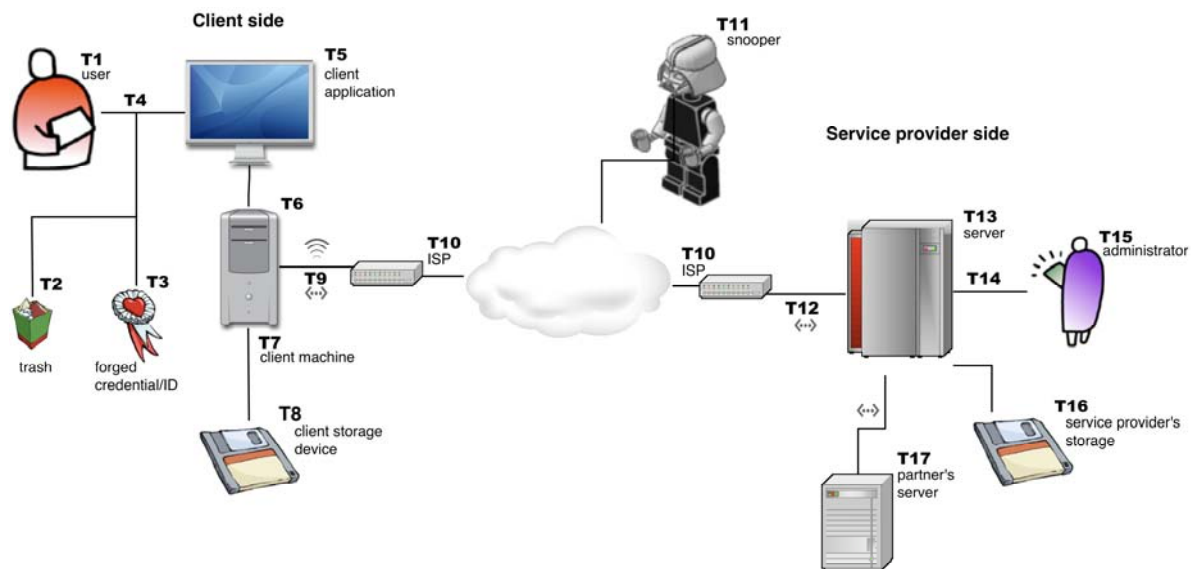 Client side
T1
user
T4
T5
client
application
T2
trash
T3
forged
credential/ID
T6
T7
client machine
T8
client storage
device
T9
T10
ISP
T11
snooper
Service provider side
T10
ISP
T12
T13
server
T14
T15
administrator
T16
service provider's
storage
T17
partner's
server